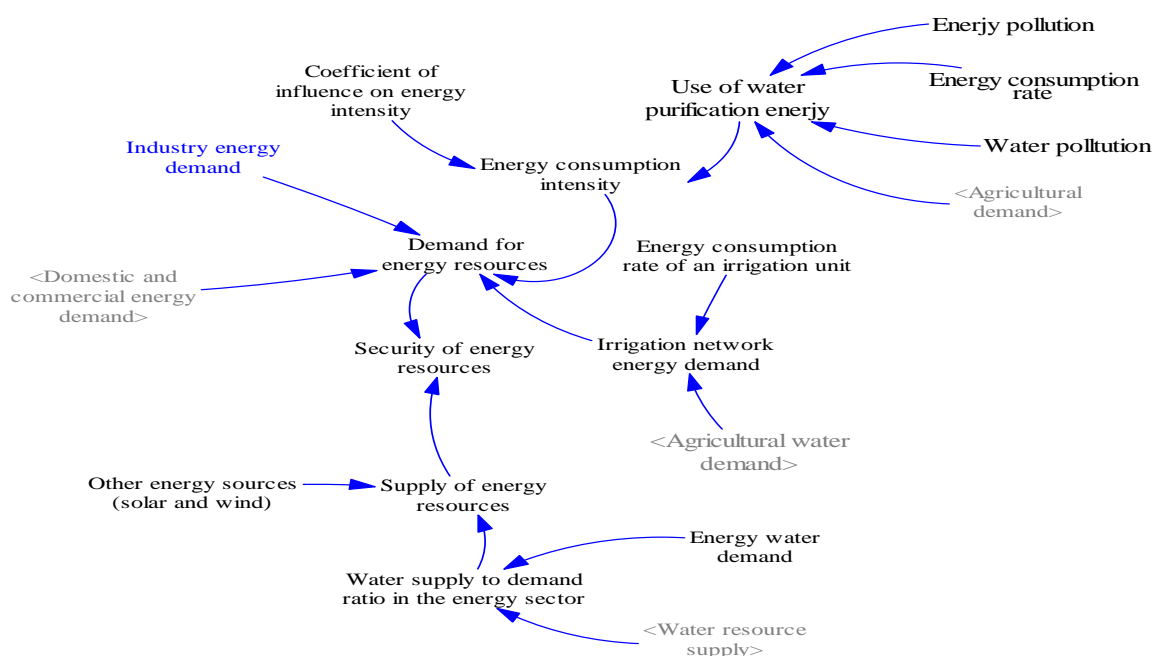 Enerjy pollution
Coefficient of
influence on energy
intensity
Use of water
purification enerjy
Energy consumption
rate
Industry energy
demand
Water polltution
Energy consumption
intensity
<Agricultural
demand>
Demand for
energy resources
Energy consumption
rate of an irrigation unit
<Domestic and
commercial energy
demand>
Security of energy
resources
Irrigation network
energy demand
<Agricultural water
demand>
Other energy sources
(solar and wind)
Supply of energy
resources
Energy water
demand
Water supply to demand
ratio in the energy sector
<Water resource
supply>